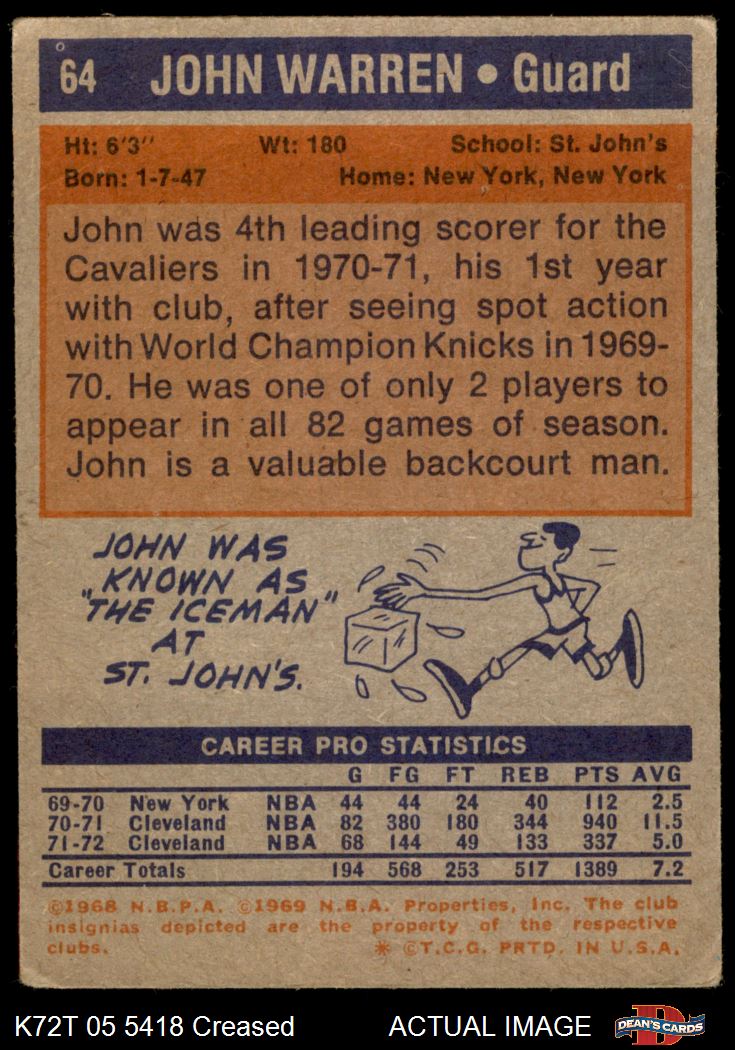 64 JOHN WARREN • Guard
Ht: 6'3" Wt: 180 School: St. John's
Born: 1-7-47 Home: New York, New York
John was 4th leading scorer for the
Cavaliers in 1970-71, his 1st year
with club, after seeing spot action
with World Champion Knicks in 1969-
70. He was one of only 2 players to
appear in all 82 games of season.
John is a valuable backcourt man.
JOHN WAS
"KNOWN AS
"THE ICEMAN"
AT
ST. JOHN'S.
CAREER PRO STATISTICS
G FG FT REB PTS AVG
69-70 New York NBA 44 44 24 40 112 2.5
70-71 Cleveland NBA 82 380 180 344 940 11.5
71-72 Cleveland NBA 68 144 49 133 337 5.0
Career Totals 194 568 253 517 1389 7.2
©1968 N.B.P.A. ©1969 N.B.A. Properties, Inc. The club
insignias depicted are the property of the respective
clubs. * ©T.C.G. PRTD. IN U.S.A.
K72T 05 5418 Creased ACTUAL IMAGE DEAN'S CARDS